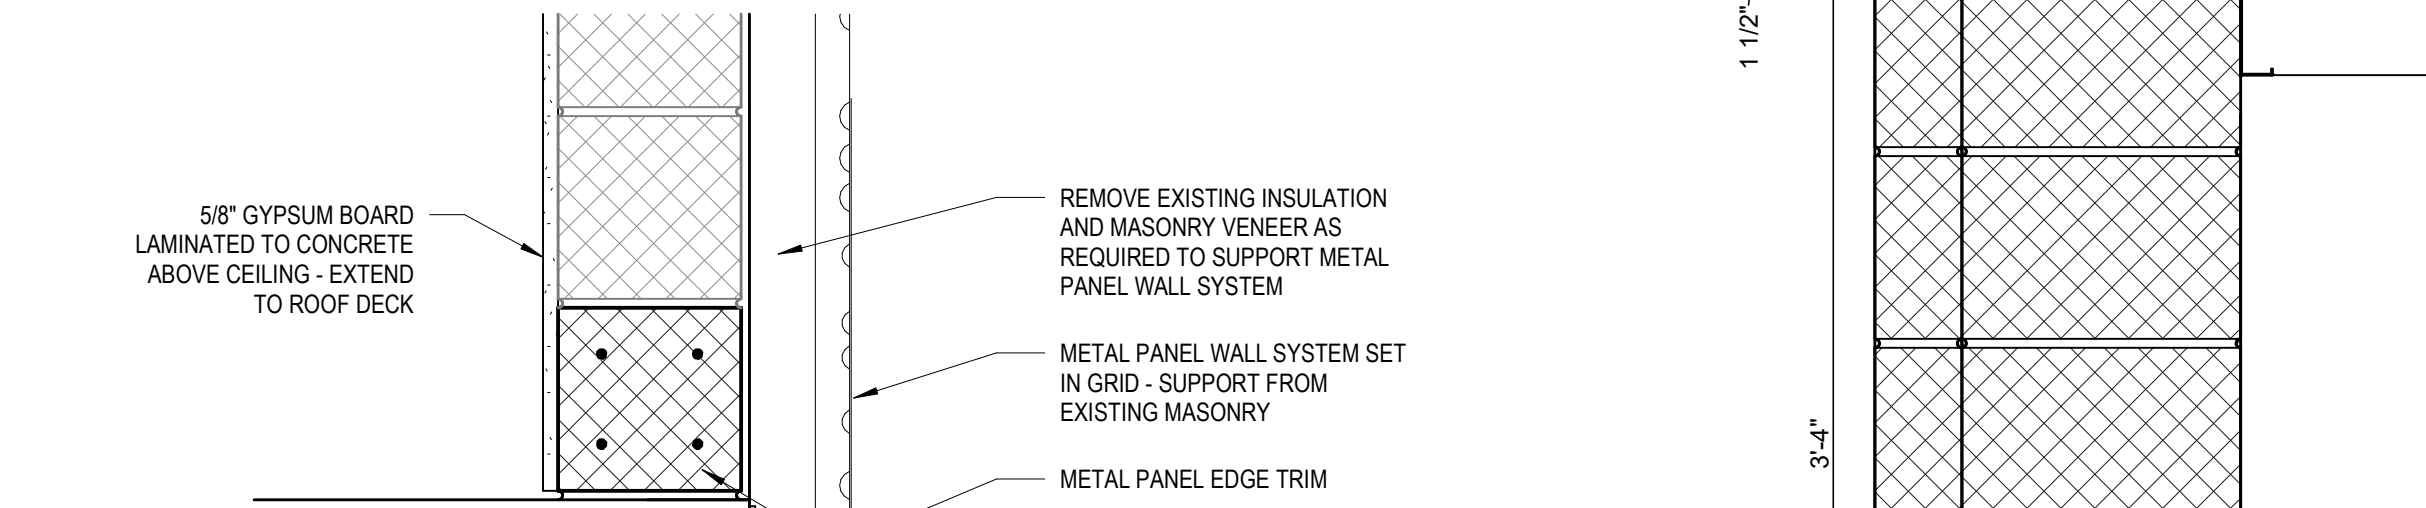 5/8" GYPSUM BOARD
LAMINATED TO CONCRETE
ABOVE CEILING - EXTEND
TO ROOF DECK
REMOVE EXISTING INSULATION
AND MASONRY VENEER AS
REQUIRED TO SUPPORT METAL
PANEL WALL SYSTEM
METAL PANEL WALL SYSTEM SET
IN GRID - SUPPORT FROM
EXISTING MASONRY
METAL PANEL EDGE TRIM
1 1/2"
3'-4"